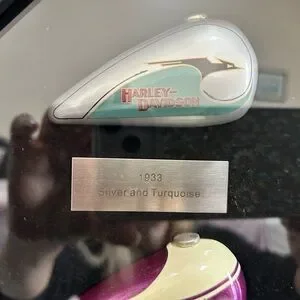 HARLEY-
DAVIDSON
1933
Silver and Turquoise